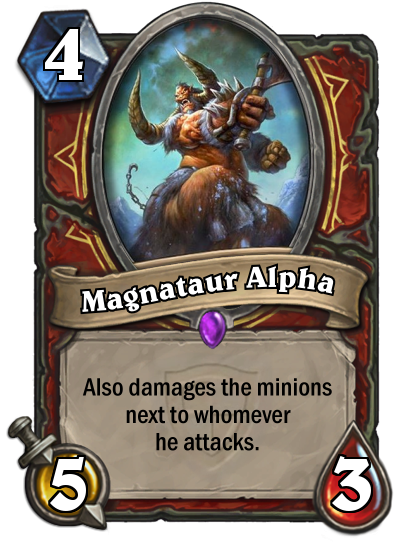 4
Magnataur Alpha
Also damages the minions
next to whomever
he attacks.
5
3